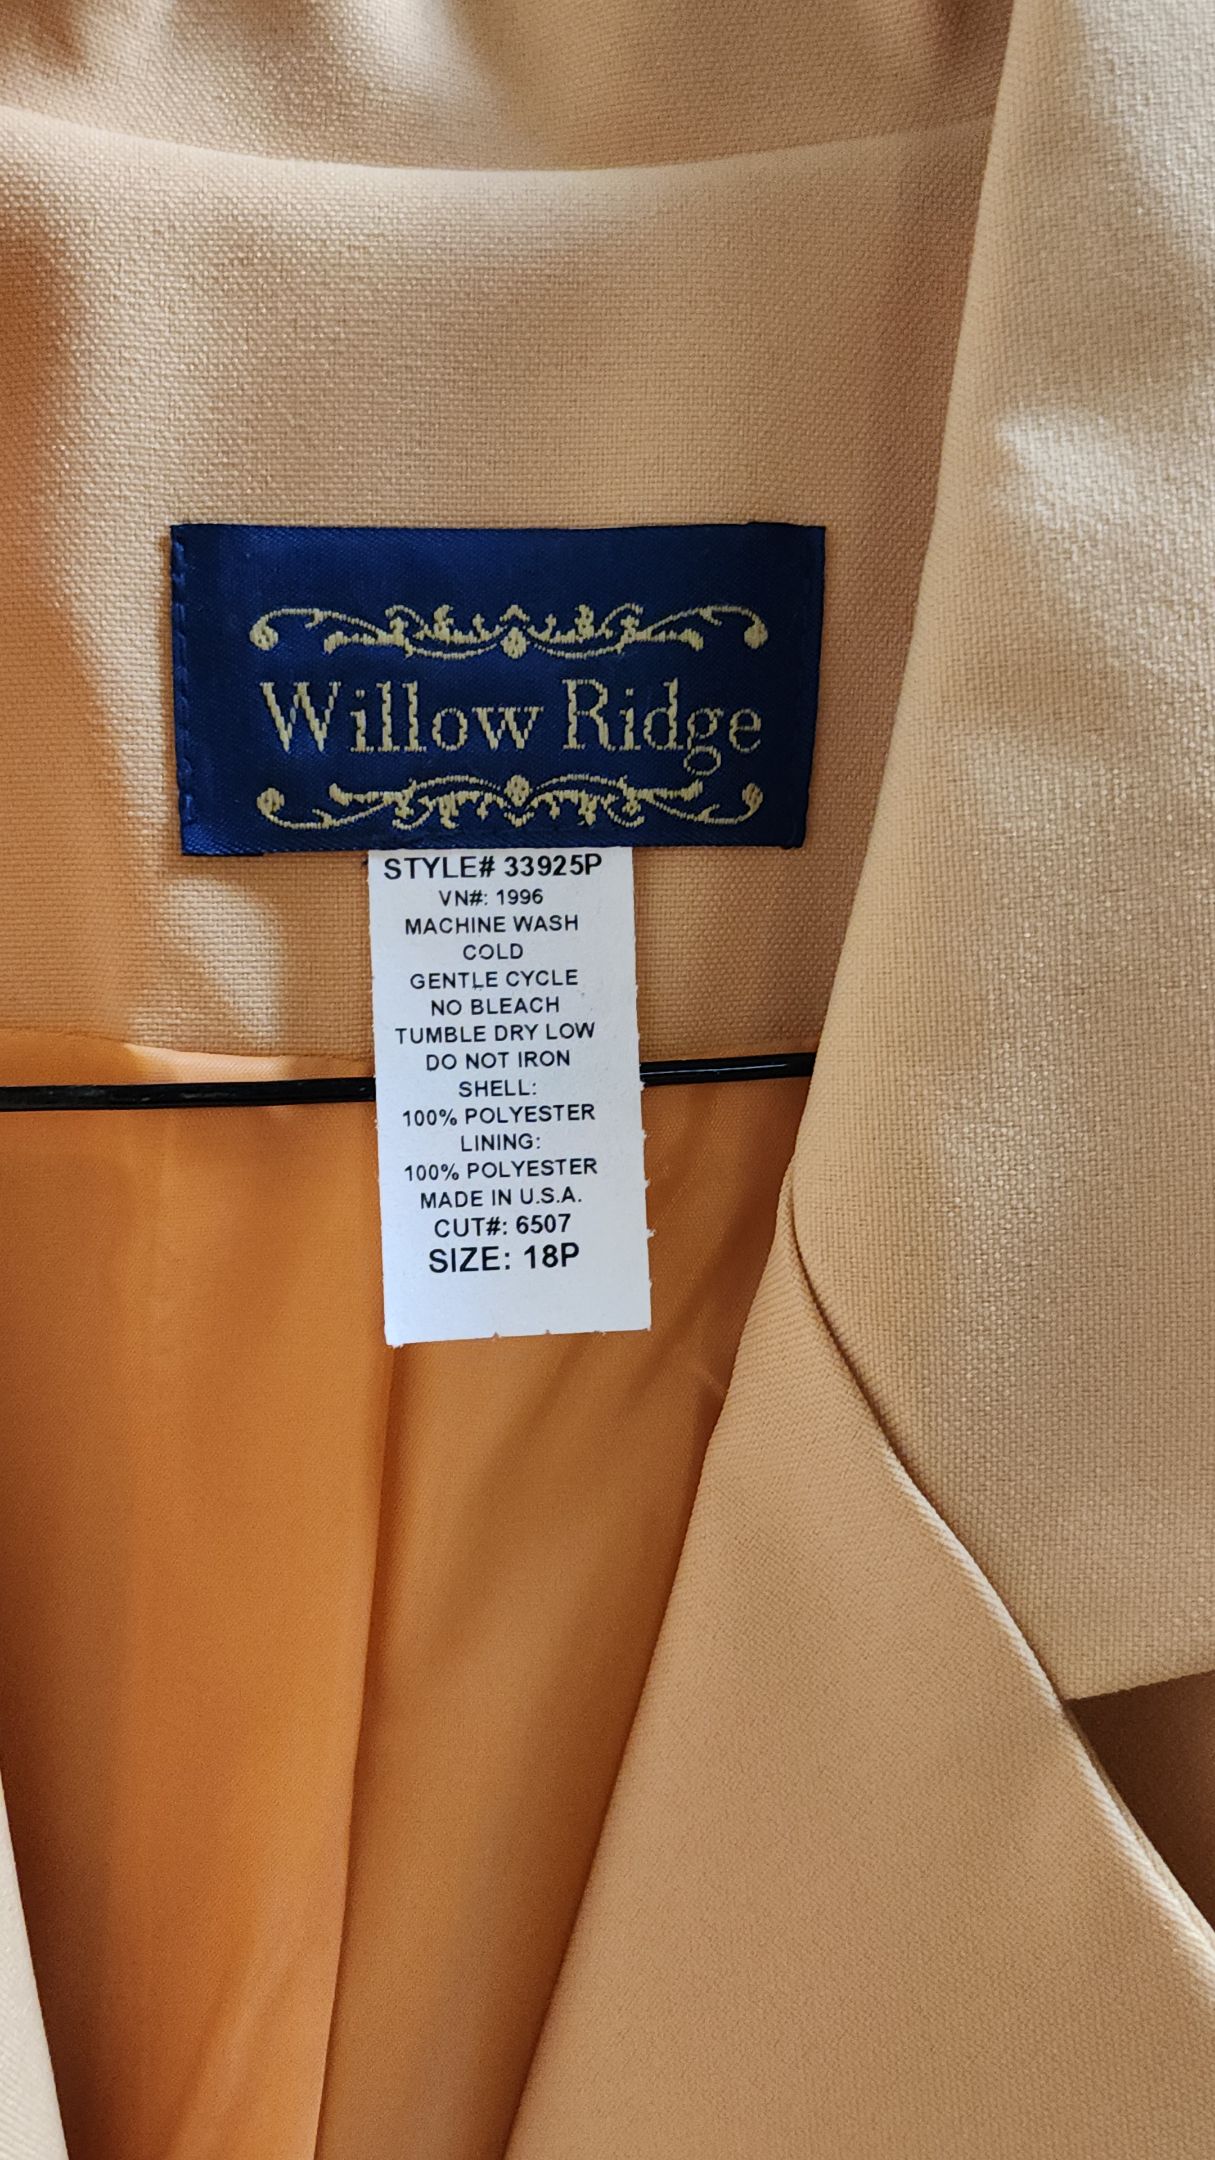 Willow Ridge
STYLE# 33925P
VN#: 1996
MACHINE WASH
COLD
GENTLE CYCLE
NO BLEACH
TUMBLE DRY LOW
DO NOT IRON
SHELL:
100% POLYESTER
LINING:
100% POLYESTER
MADE IN U.S.A.
CUT#: 6507
SIZE: 18P